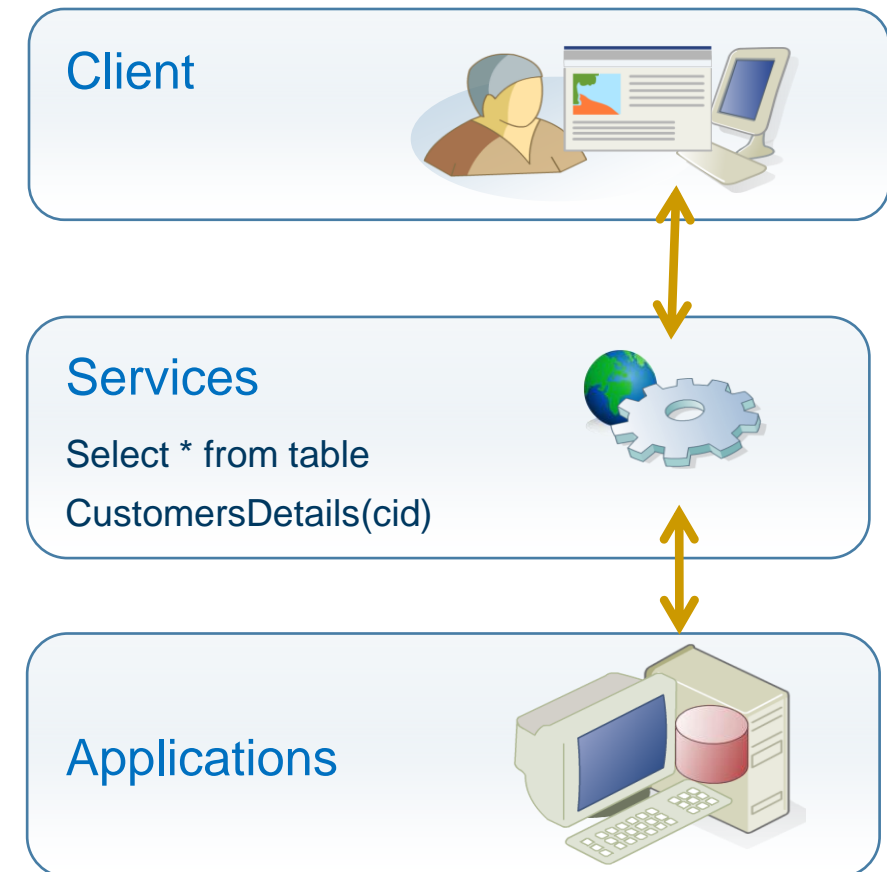 Client
Services
Select * from table
CustomersDetails(cid)
Applications